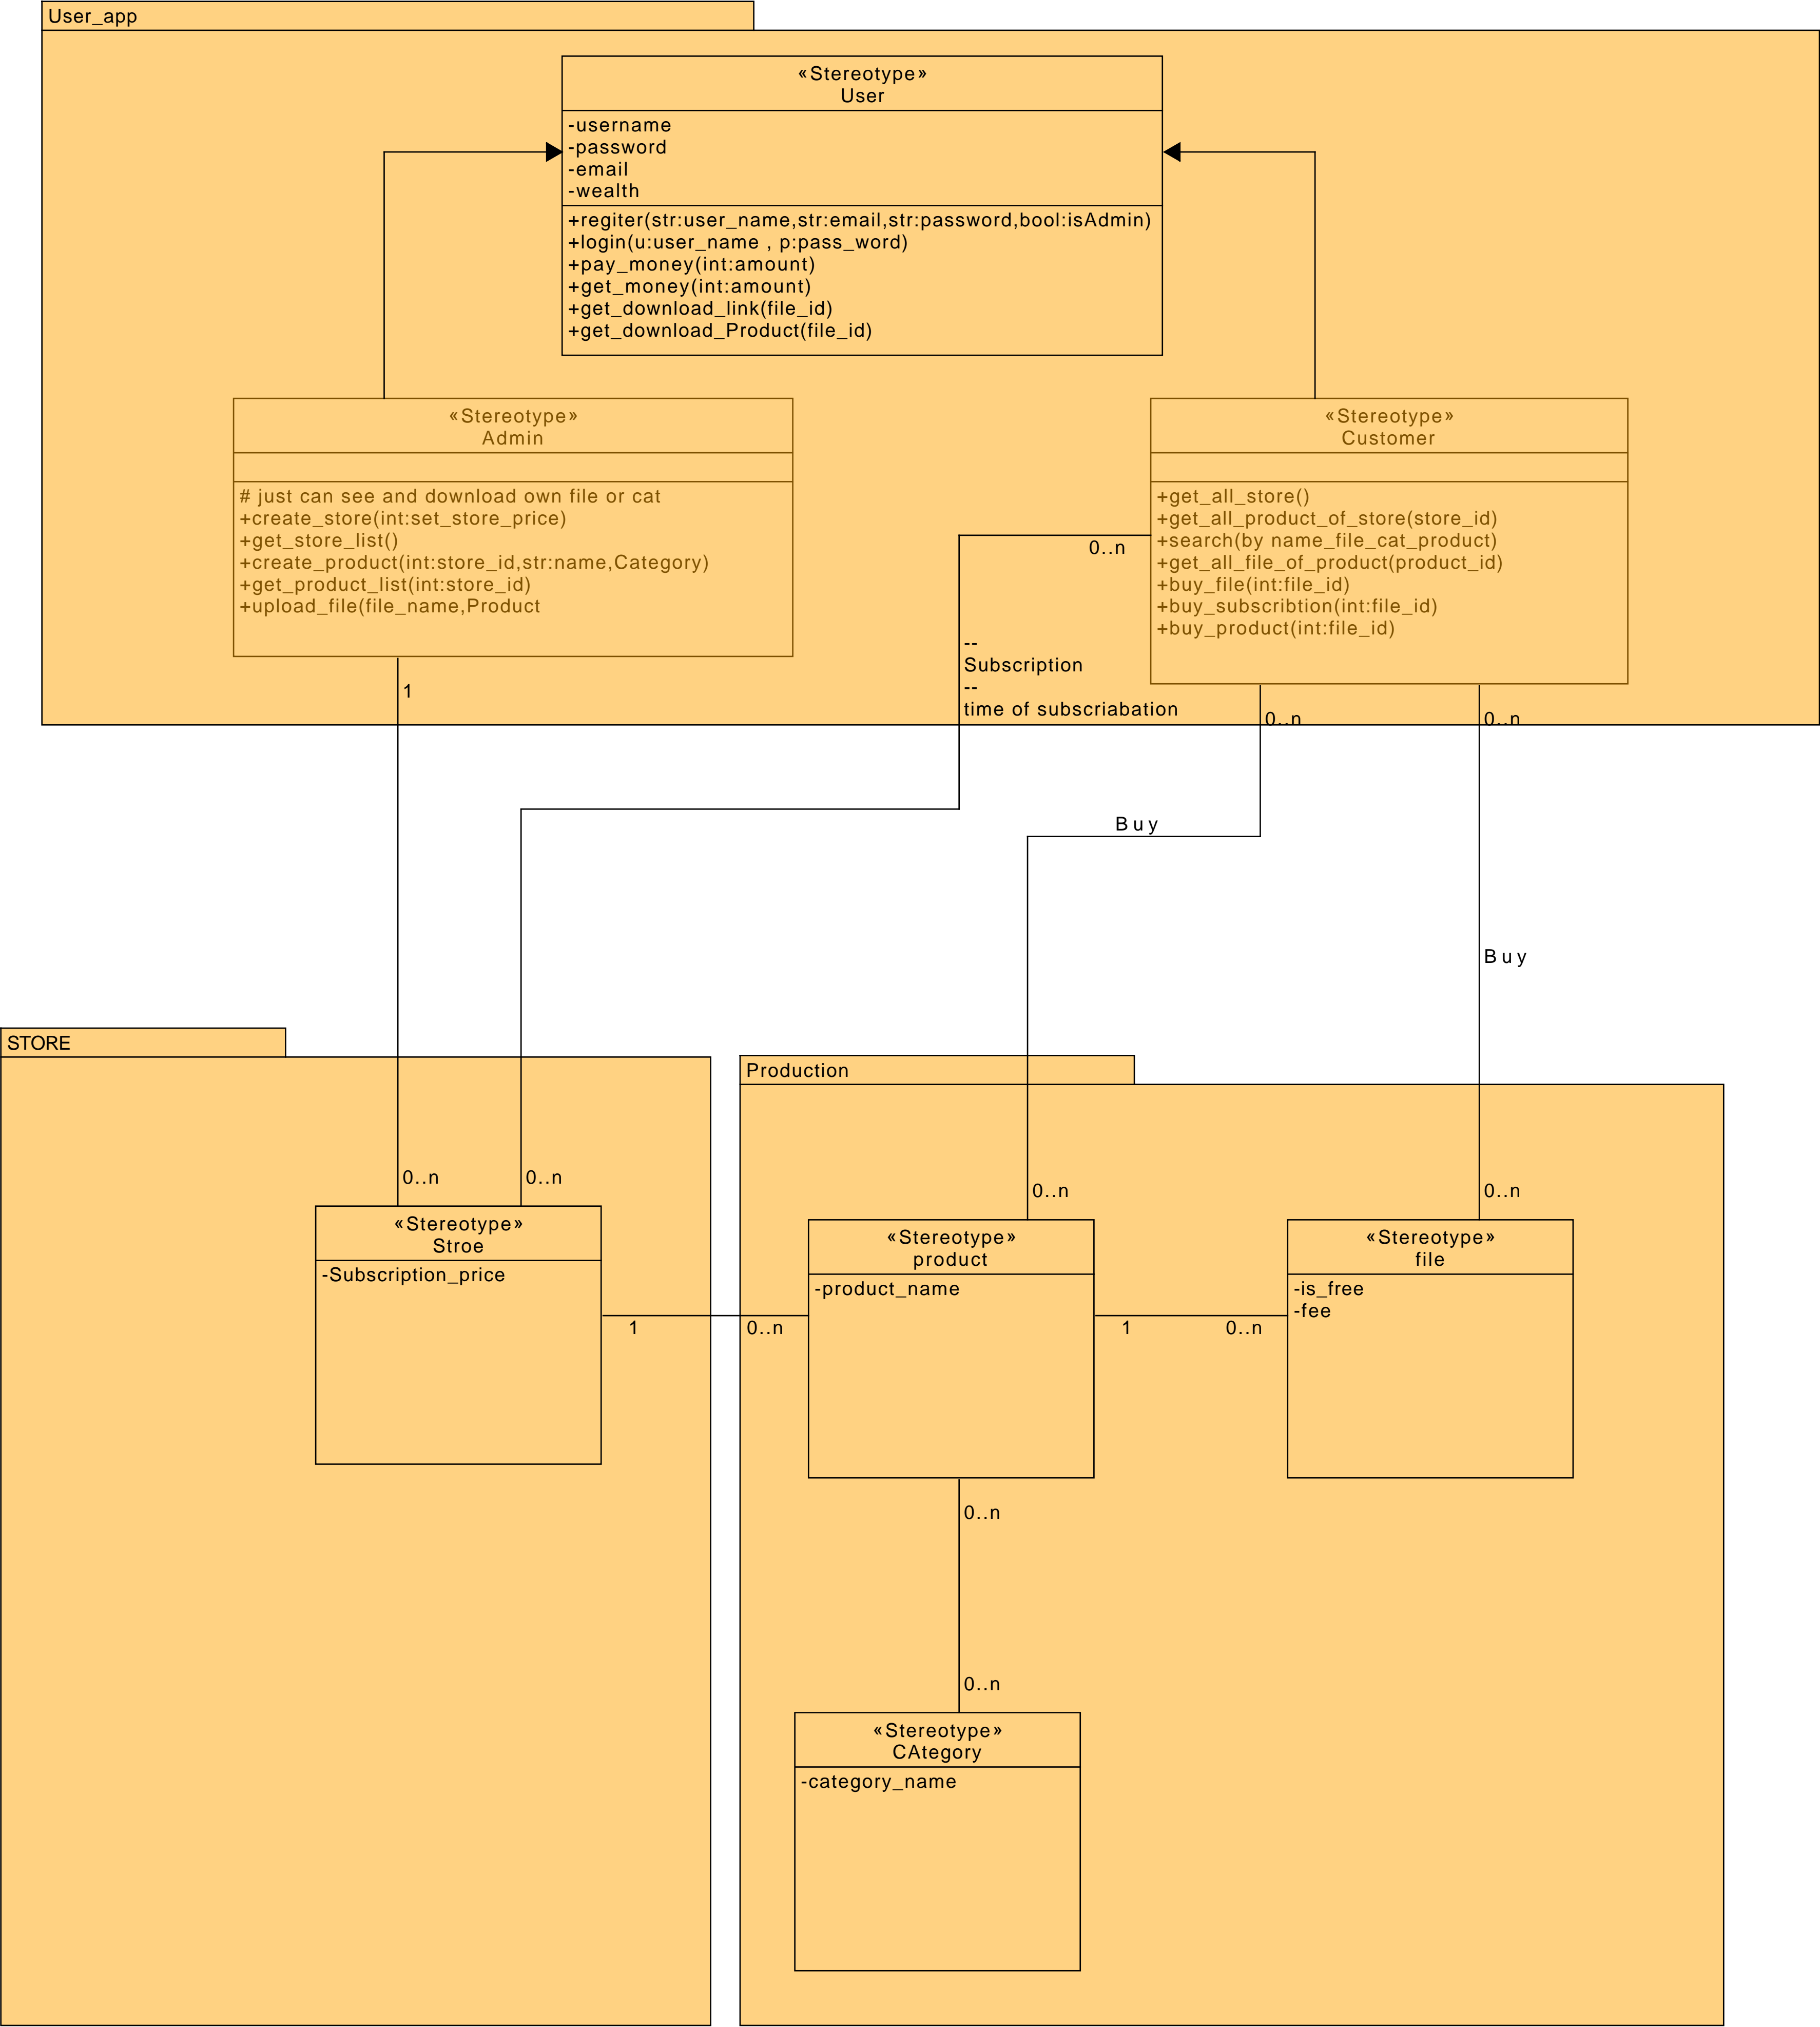 User_app
«Stereotype»
User
-username
-password
-email
-wealth
+regiter(str:user_name,str:email,str:password,bool:isAdmin)
+login(u:user_name , p:pass_word)
+pay_money(int:amount)
+get_money(int:amount)
+get_download_link(file_id)
+get_download_Product(file_id)
«Stereotype»
Admin
# just can see and download own file or cat
+create_store(int:set_store_price)
+get_store_list()
+create_product(int:store_id,str:name,Category)
+get_product_list(int:store_id)
+upload_file(file_name,Product
«Stereotype»
Customer
+get_all_store()
+get_all_product_of_store(store_id)
+search(by name_file_cat_product)
+get_all_file_of_product(product_id)
+buy_file(int:file_id)
+buy_subscribtion(int:file_id)
+buy_product(int:file_id)
0..n
--
Subscription
--
time of subscriabation
1
0..n
0..n
Buy
Buy
STORE
Production
0..n
0..n
0..n
0..n
«Stereotype»
Stroe
-Subscription_price
«Stereotype»
product
-product_name
«Stereotype»
file
-is_free
-fee
1
0..n
1
0..n
0..n
0..n
«Stereotype»
CAtegory
-category_name